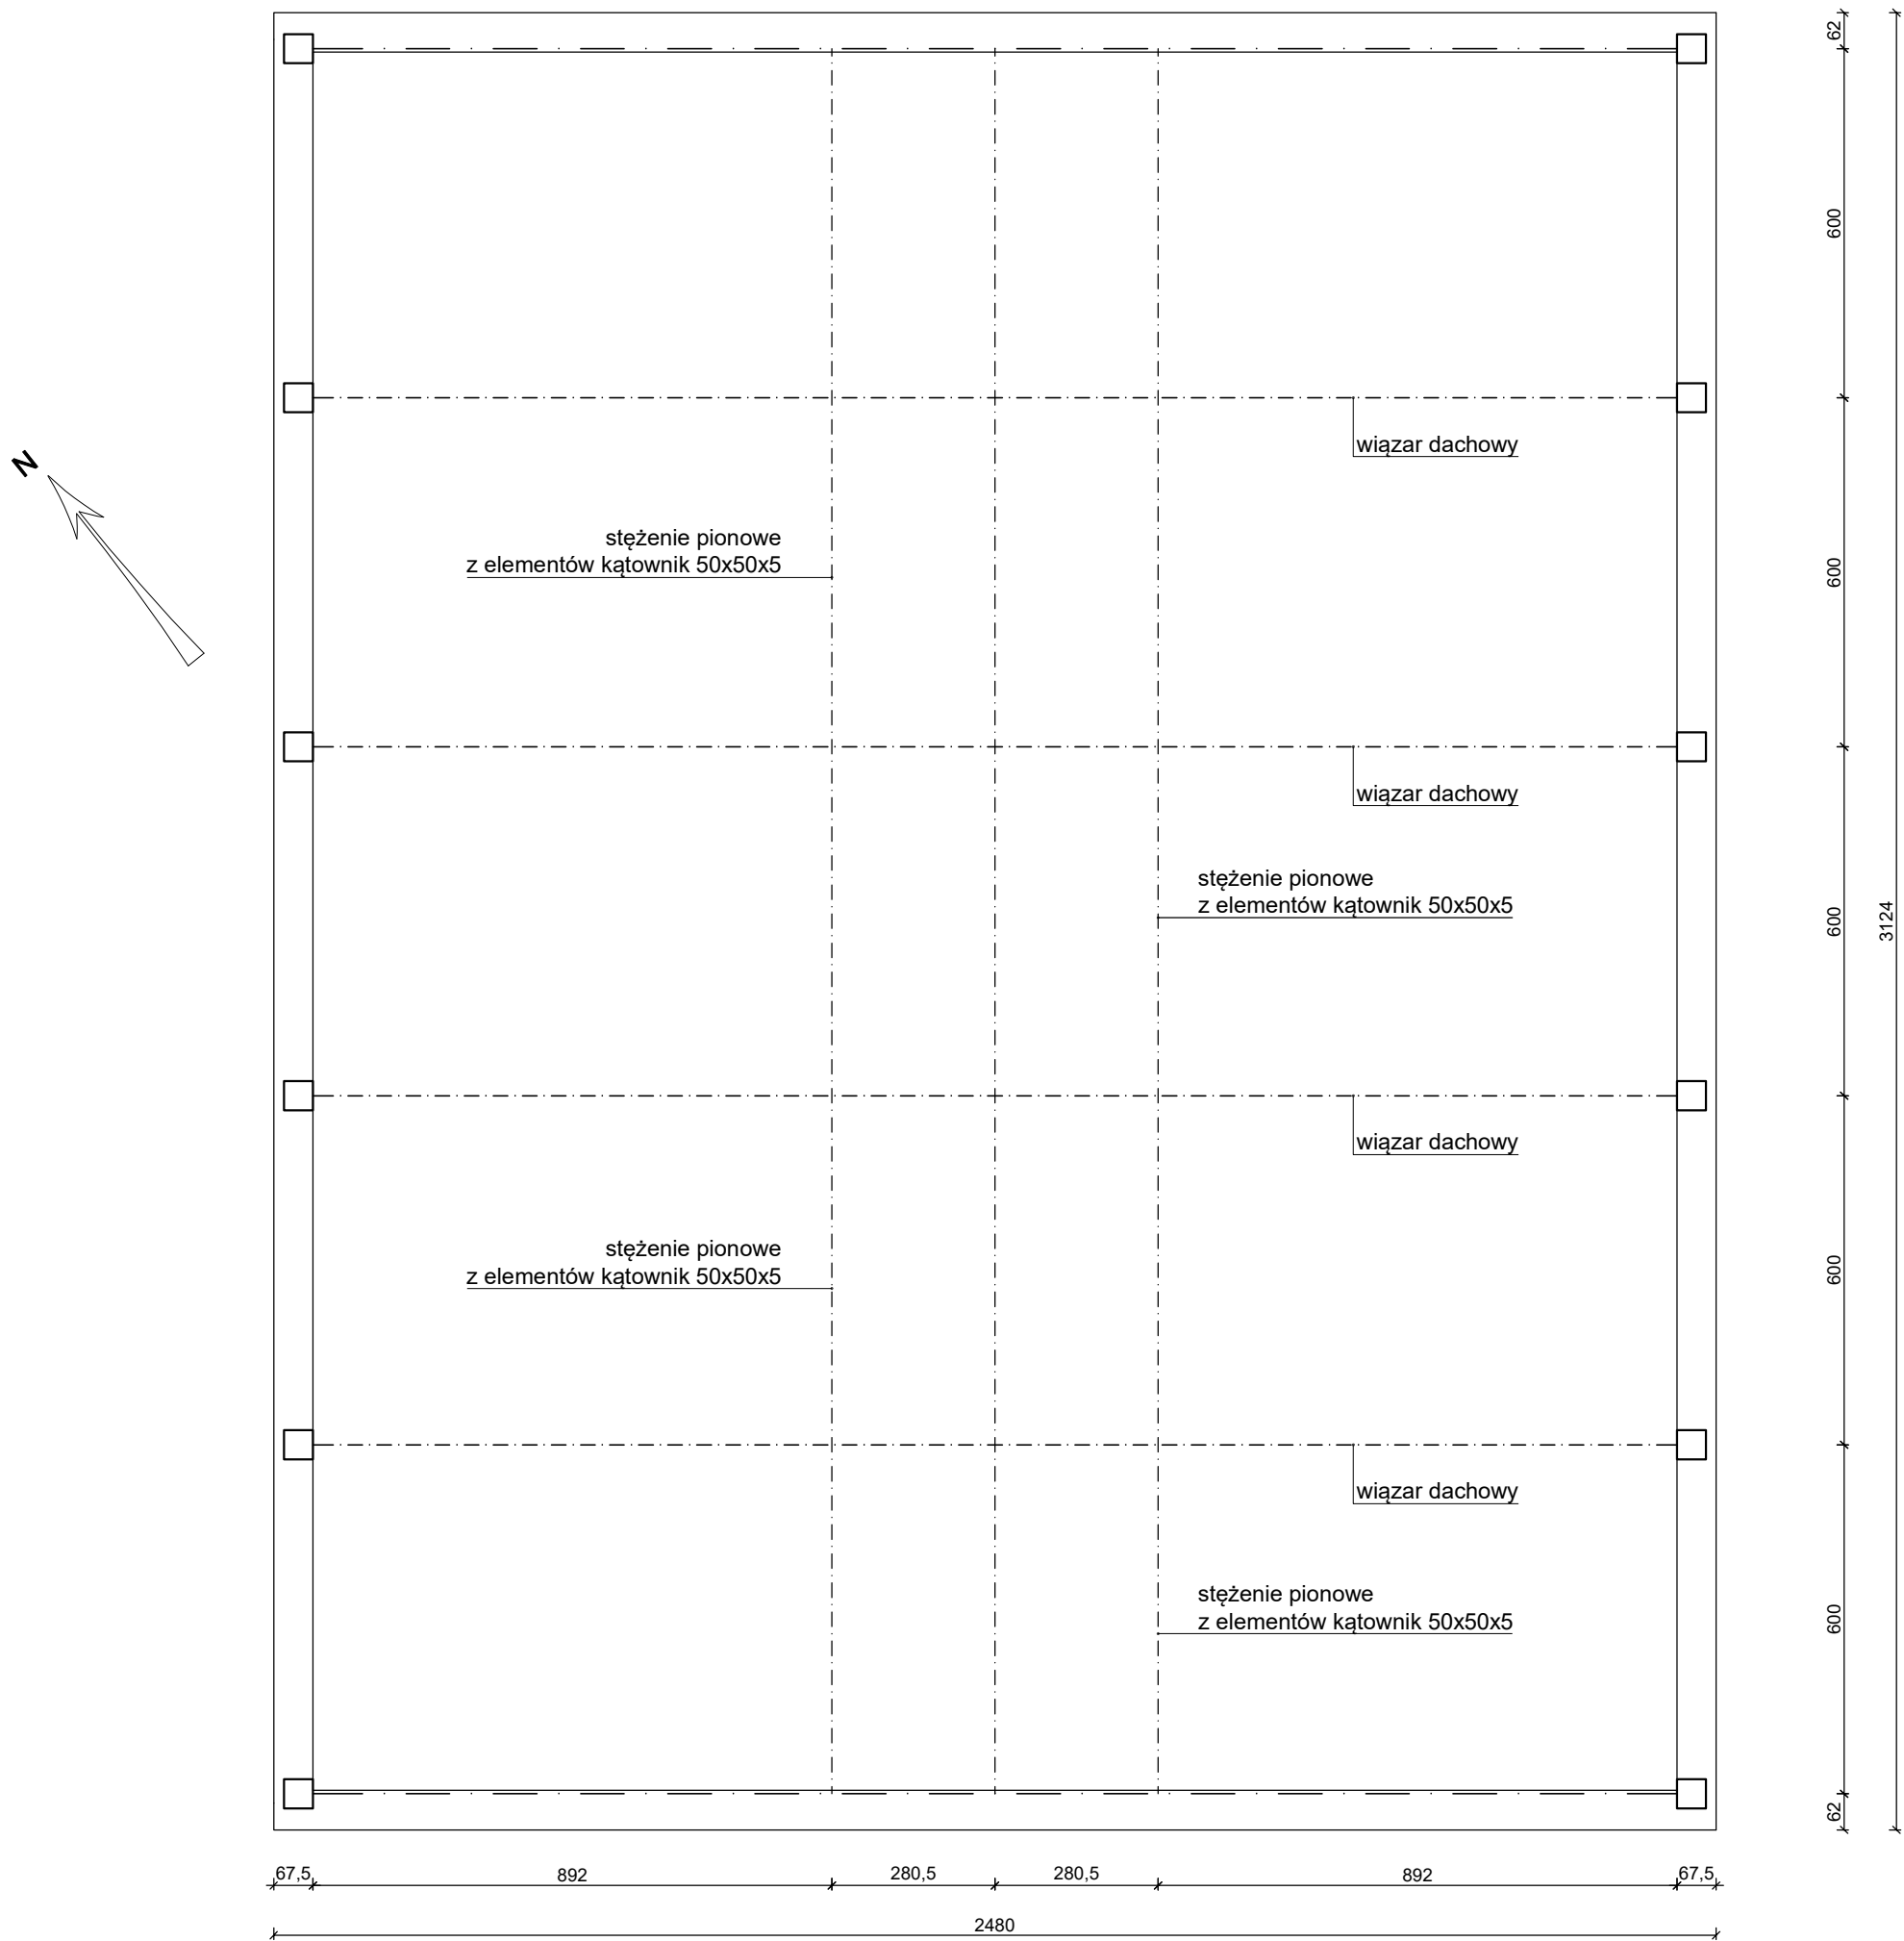 62
600
N
wiązar dachowy
stężenie pionowe
z elementów kątownik 50x50x5
600
wiązar dachowy
stężenie pionowe
z elementów kątownik 50x50x5
600
3124
wiązar dachowy
stężenie pionowe
z elementów kątownik 50x50x5
600
wiązar dachowy
stężenie pionowe
z elementów kątownik 50x50x5
600
62
67,5 892 280,5 280,5 892 67,5
2480